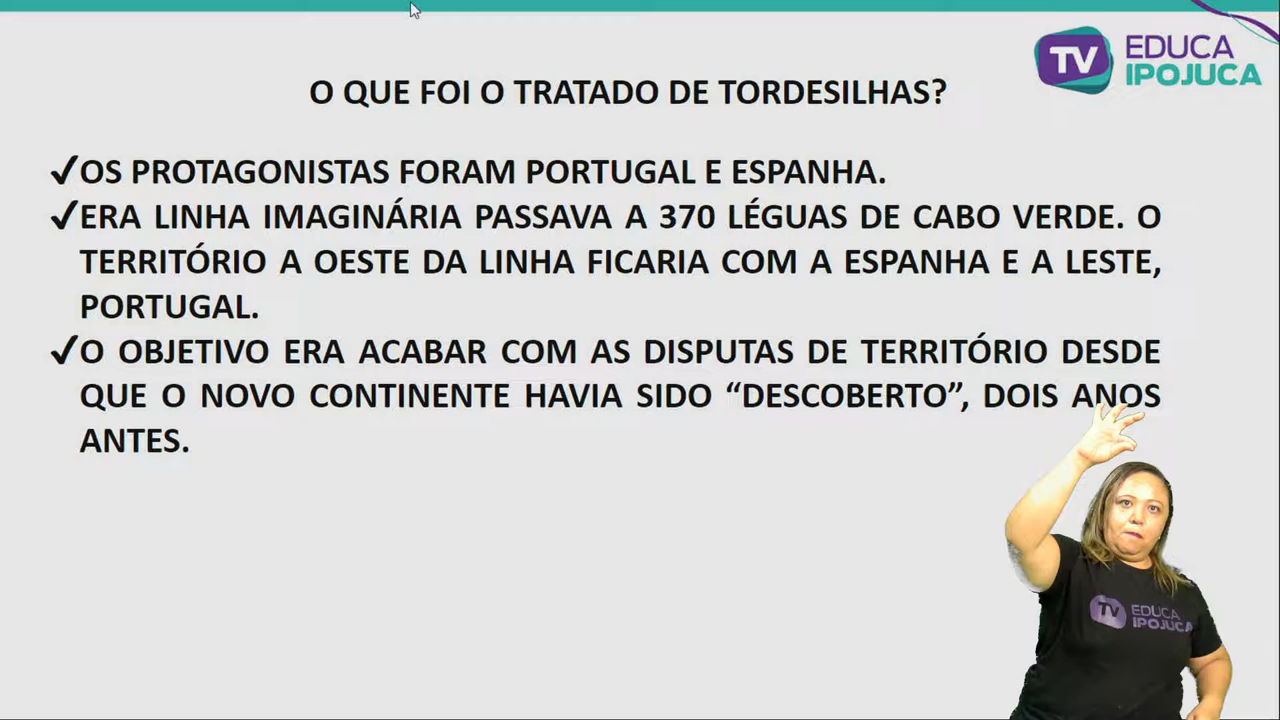 TV EDUCA
IPOJUCA
O QUE FOI O TRATADO DE TORDESILHAS?
✓OS PROTAGONISTAS FORAM PORTUGAL E ESPANHA.
✓ERA LINHA IMAGINÁRIA PASSAVA A 370 LÉGUAS DE CABO VERDE. O
TERRITÓRIO A OESTE DA LINHA FICARIA COM A ESPANHA E A LESTE,
PORTUGAL.
✓O OBJETIVO ERA ACABAR COM AS DISPUTAS DE TERRITÓRIO DESDE
QUE O NOVO CONTINENTE HAVIA SIDO “DESCOBERTO”, DOIS ANOS
ANTES.
TV EDUCA
IPOJUCA